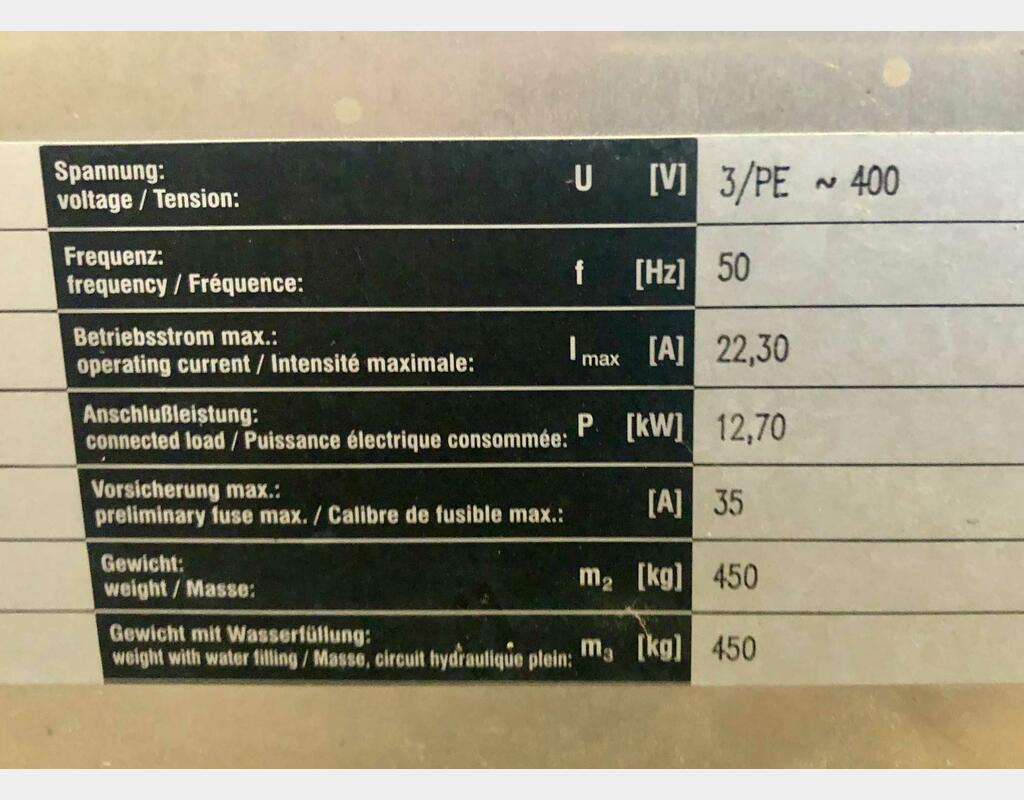 Spannung:
voltage / Tension: U [V] 3/PE ~ 400
Frequenz:
frequency / Fréquence: f [Hz] 50
Betriebsstrom max.:
operating current / Intensité maximale: I max [A] 22,30
Anschlußleistung:
connected load / Puissance électrique consommée: P [kW] 12,70
Vorsicherung max.:
preliminary fuse max. / Calibre de fusible max.: [A] 35
Gewicht:
weight / Masse: m2 [kg] 450
Gewicht mit Wasserfüllung:
weight with water filling / Masse, circuit hydraulique plein: m3 [kg] 450